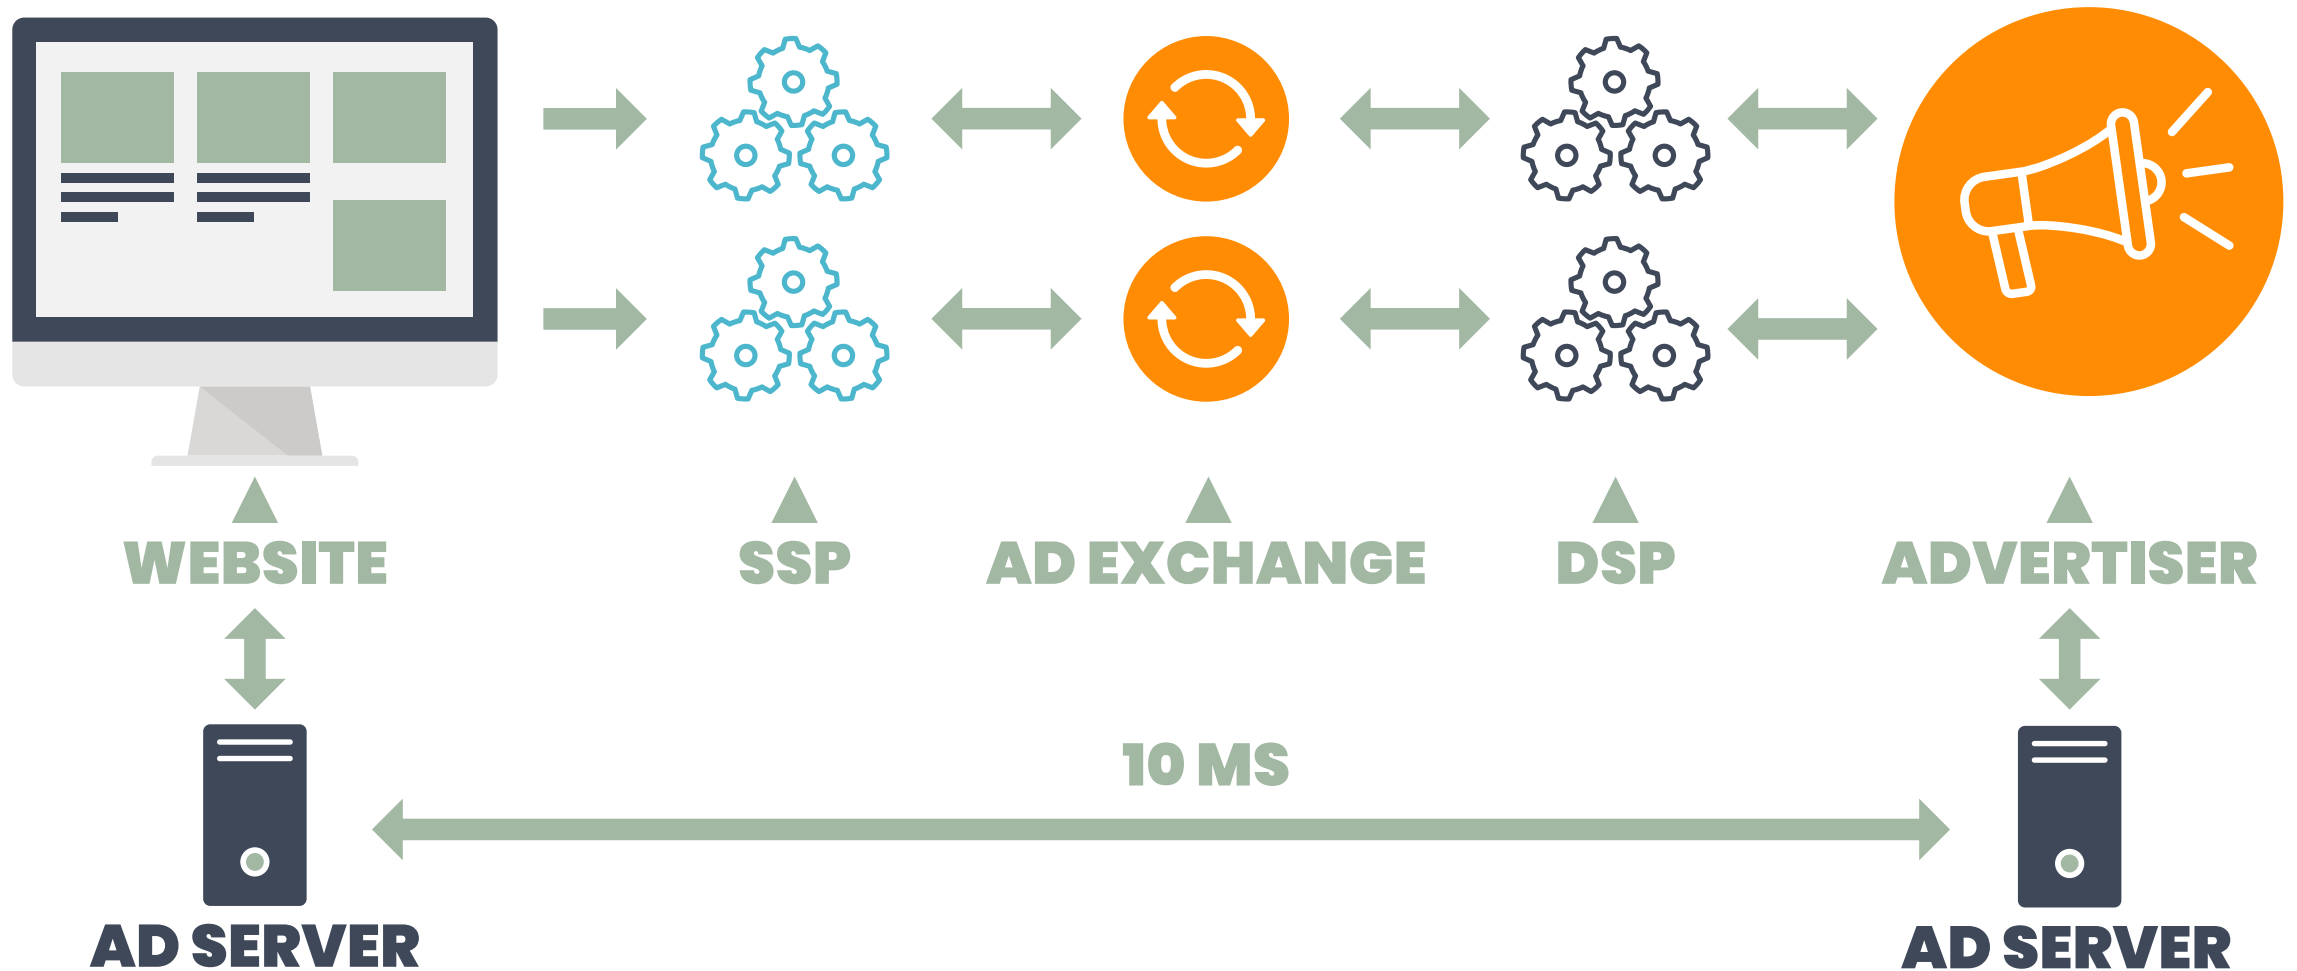 WEBSITE
SSP
AD EXCHANGE
DSP
ADVERTISER
10 MS
AD SERVER
AD SERVER